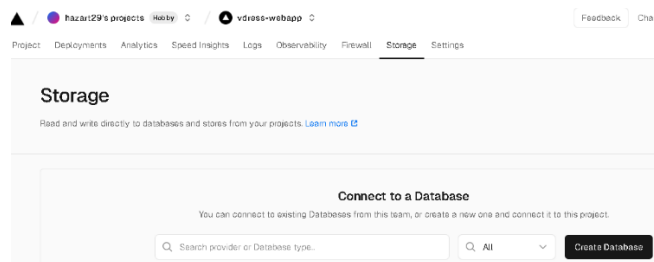 hazart29's projects Hobby vdress-webapp Feedback
Project Deployments Analytics Speed Insights Logs Observability Firewall Storage Settings
Storage
Read and write directly to databases and stores from your projects. Learn more
Connect to a Database
You can connect to existing Databases from this team, or create a new one and connect it to this project.
Search provider or Database type.. All Create Database